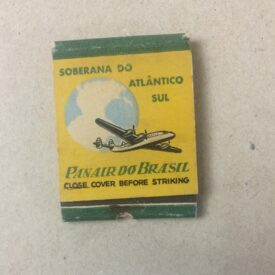 SOBERANA DO
ATLÂNTICO
SUL
PANAIR DO BRASIL
CLOSE COVER BEFORE STRIKING